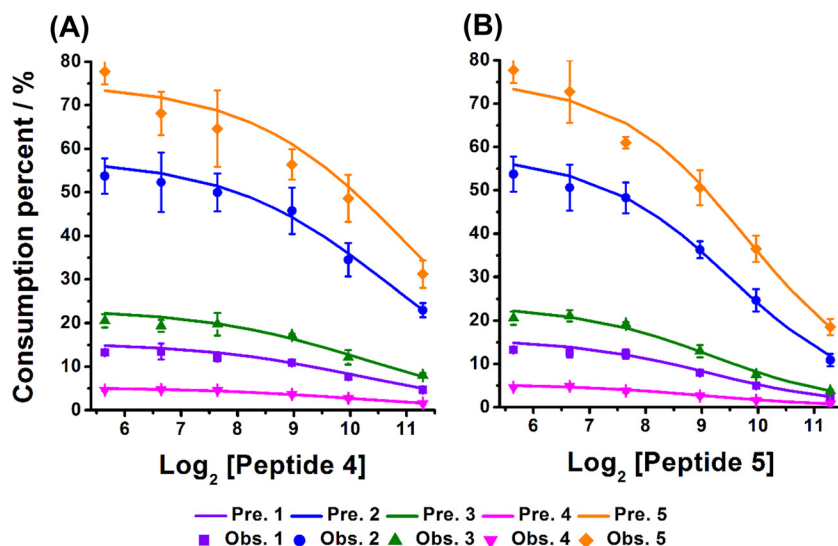 (A)
(B)
Consumption percent / %
80
70
60
50
40
30
20
10
0
6 7 8 9 10 11
Log₂ [Peptide 4]
80
70
60
50
40
30
20
10
0
6 7 8 9 10 11
Log₂ [Peptide 5]
Pre. 1 Pre. 2 Pre. 3 Pre. 4 Pre. 5
Obs. 1 Obs. 2 Obs. 3 Obs. 4 Obs. 5